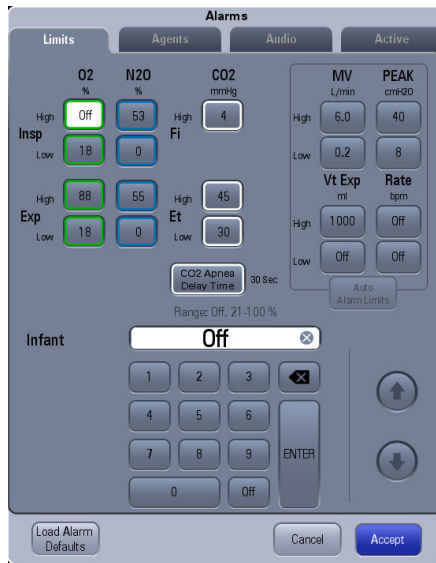 Alarms
Limits Agents Audio Active
O2 N2O CO2 MV PEAK
% % mmHg L/min cmH20
High Off 53 High 4 High 6.0 40
Insp Fi
Low 18 0 Low 0.2 8
Vt Exp Rate
ml bpm
High 88 55 High 45 High 1000 Off
Exp Et
Low 18 0 Low 30 Low Off Off
CO2 Apnea
Delay Time 30 Sec
Auto
Alarm Limits
Range: Off, 21-100 %
Infant Off
1 2 3
4 5 6
7 8 9 ENTER
0 Off
Load Alarm
Defaults
Cancel Accept